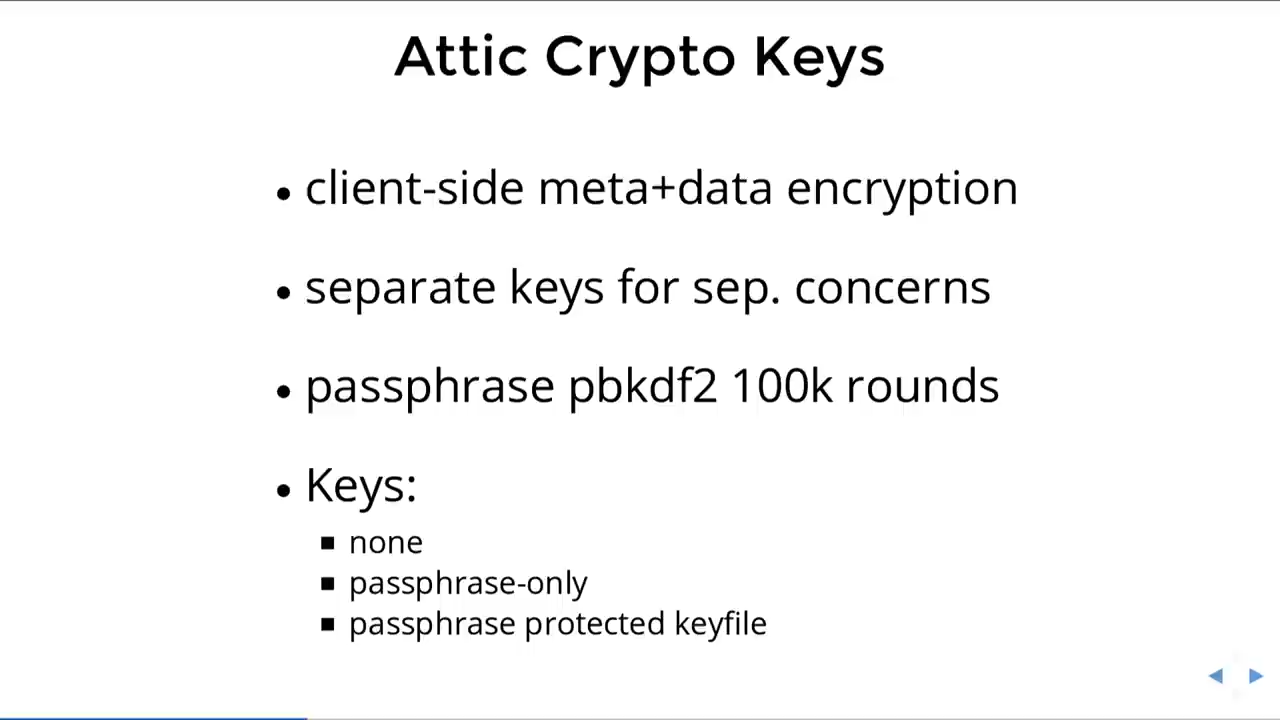 Attic Crypto Keys
client-side meta+data encryption
separate keys for sep. concerns
passphrase pbkdf2 100k rounds
Keys:
none
passphrase-only
passphrase protected keyfile